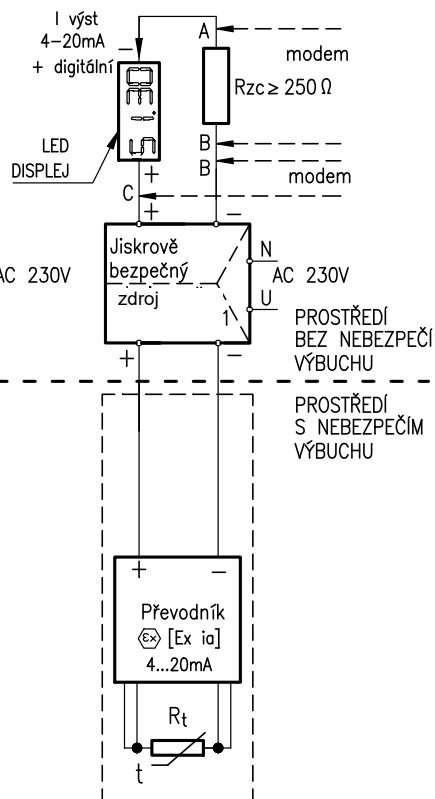 I výst
4–20mA
+ digitální
–
A
modem
Rzc ≥ 250 Ω
LED
DISPLEJ
B
B
modem
+
C
+
–
Jiskrově
bezpečný
zdroj
1
N
AC 230V
AC 230V
U
PROSTŘEDÍ
BEZ NEBEZPEČÍ
VÝBUCHU
+
–
PROSTŘEDÍ
S NEBEZPEČÍM
VÝBUCHU
+
–
Převodník
Ex [Ex ia]
4...20mA
Rt
t